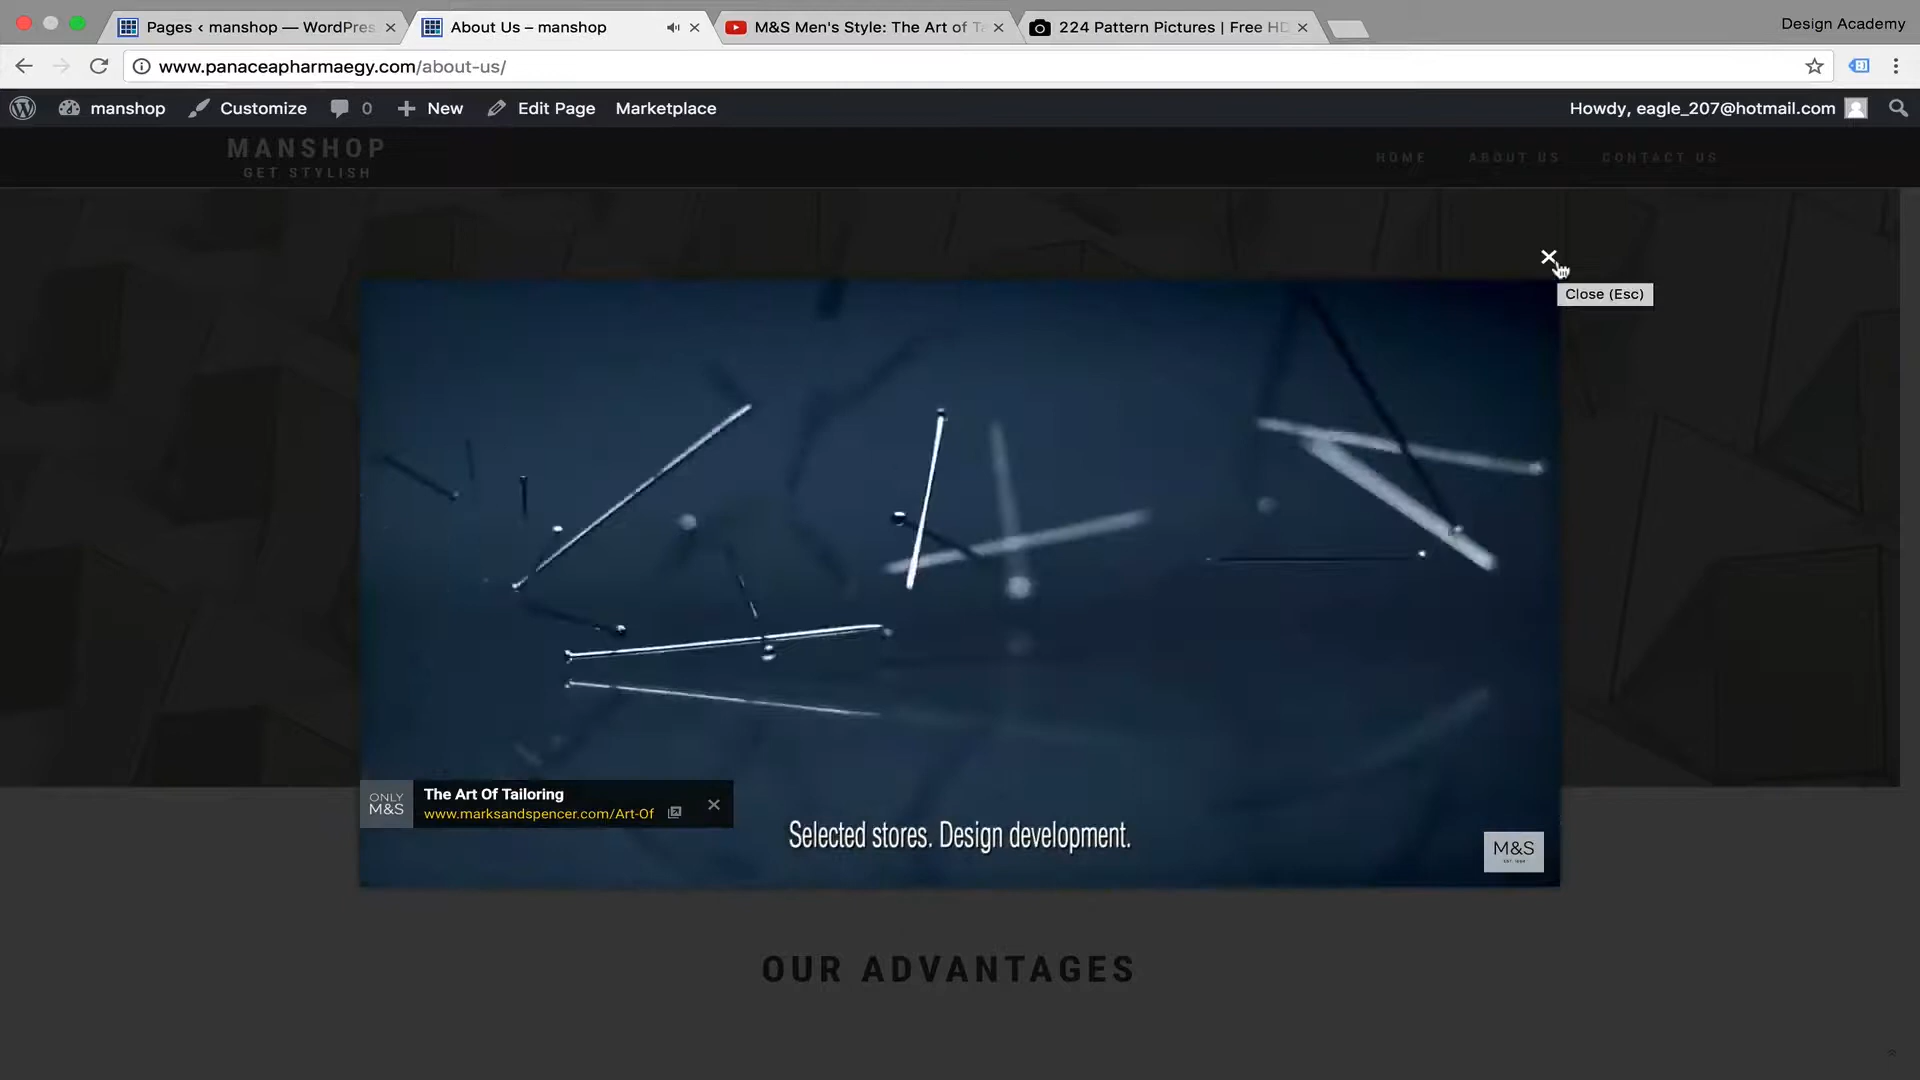 Pages ‹ manshop — WordPres
About Us – manshop
M&S Men's Style: The Art of Ta
224 Pattern Pictures | Free HD
Design Academy
www.panaceapharmaegy.com/about-us/
manshop
Customize
0
New
Edit Page
Marketplace
Howdy, eagle_207@hotmail.com
MANSHOP
GET STYLISH
HOME
ABOUT US
CONTACT US
Close (Esc)
ONLY
M&S
The Art Of Tailoring
www.marksandspencer.com/Art-Of
Selected stores. Design development.
M&S
OUR ADVANTAGES